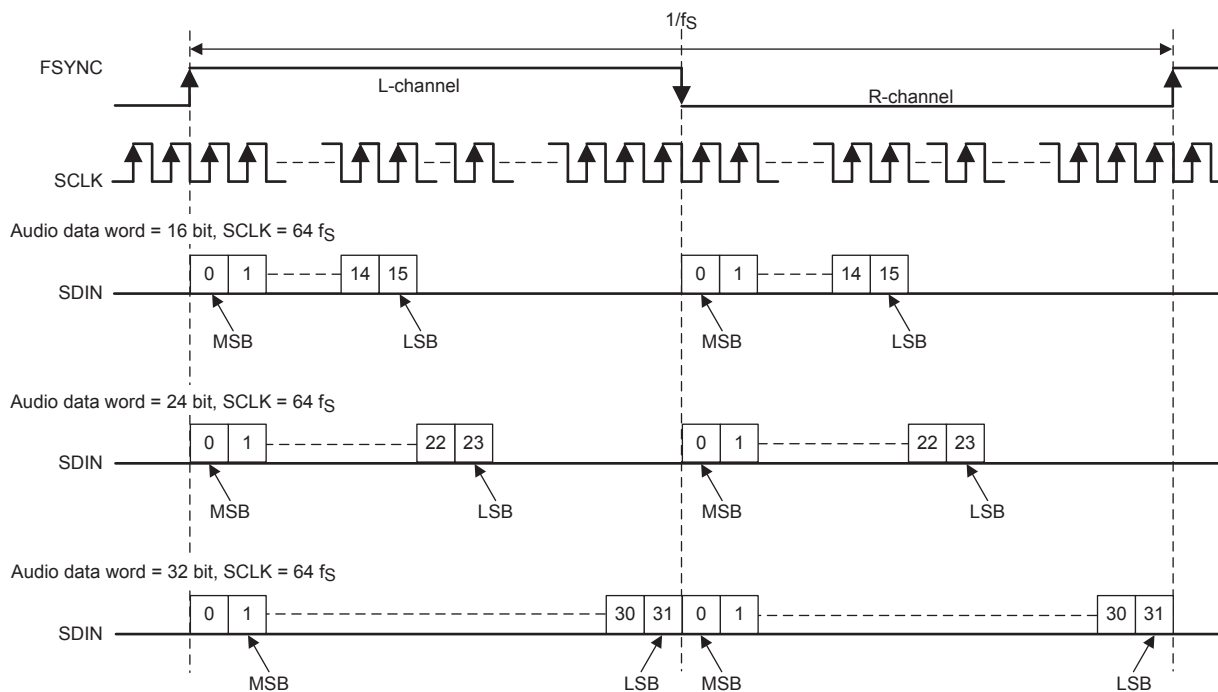 1/fS
FSYNC
L-channel
R-channel
SCLK
Audio data word = 16 bit, SCLK = 64 fS
SDIN
0 1 14 15 0 1 14 15
MSB LSB MSB LSB
Audio data word = 24 bit, SCLK = 64 fS
SDIN
0 1 22 23 0 1 22 23
MSB LSB MSB LSB
Audio data word = 32 bit, SCLK = 64 fS
SDIN
0 1 30 31 0 1 30 31
MSB LSB MSB LSB